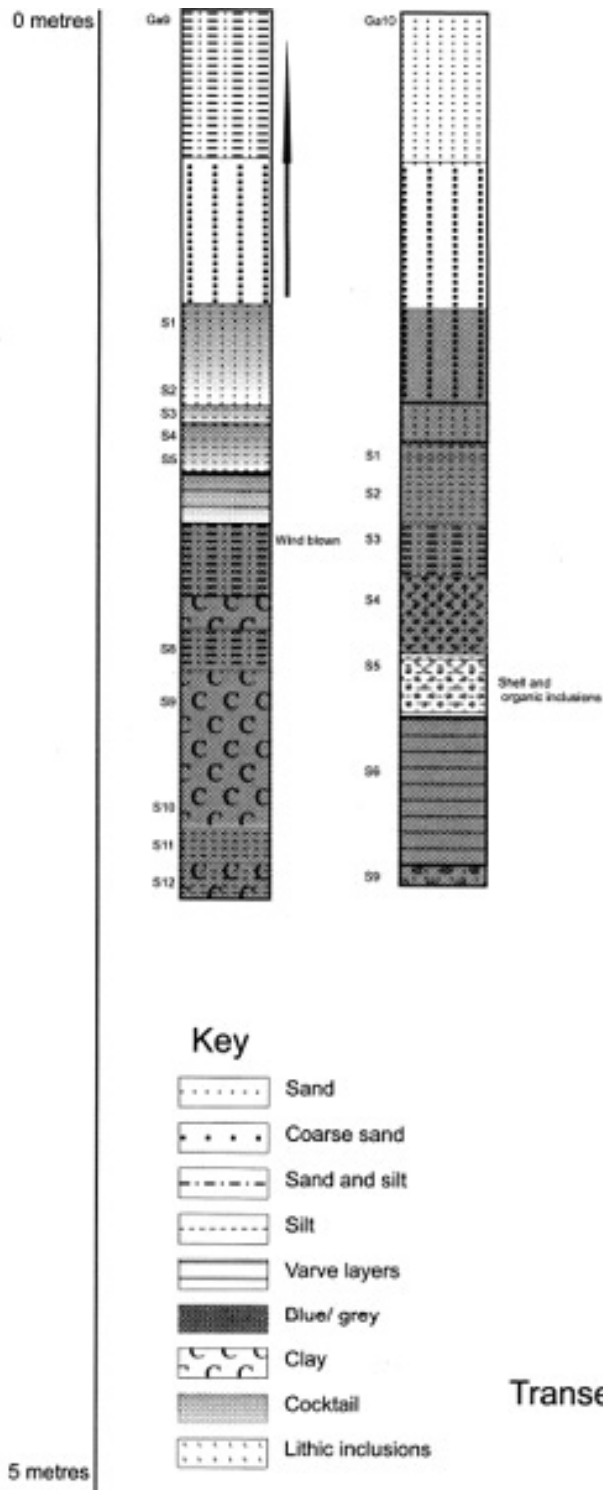 0 metres
Ga9
Ga10
S1
S2
S3
S4
S5
Wind blown
S8
S9
S10
S11
S12
S1
S2
S3
S4
S5
Shell and
organic inclusions
S6
S9
Key
Sand
Coarse sand
Sand and silt
Silt
Varve layers
Blue/ grey
Clay
Cocktail
Lithic inclusions
Transe
5 metres